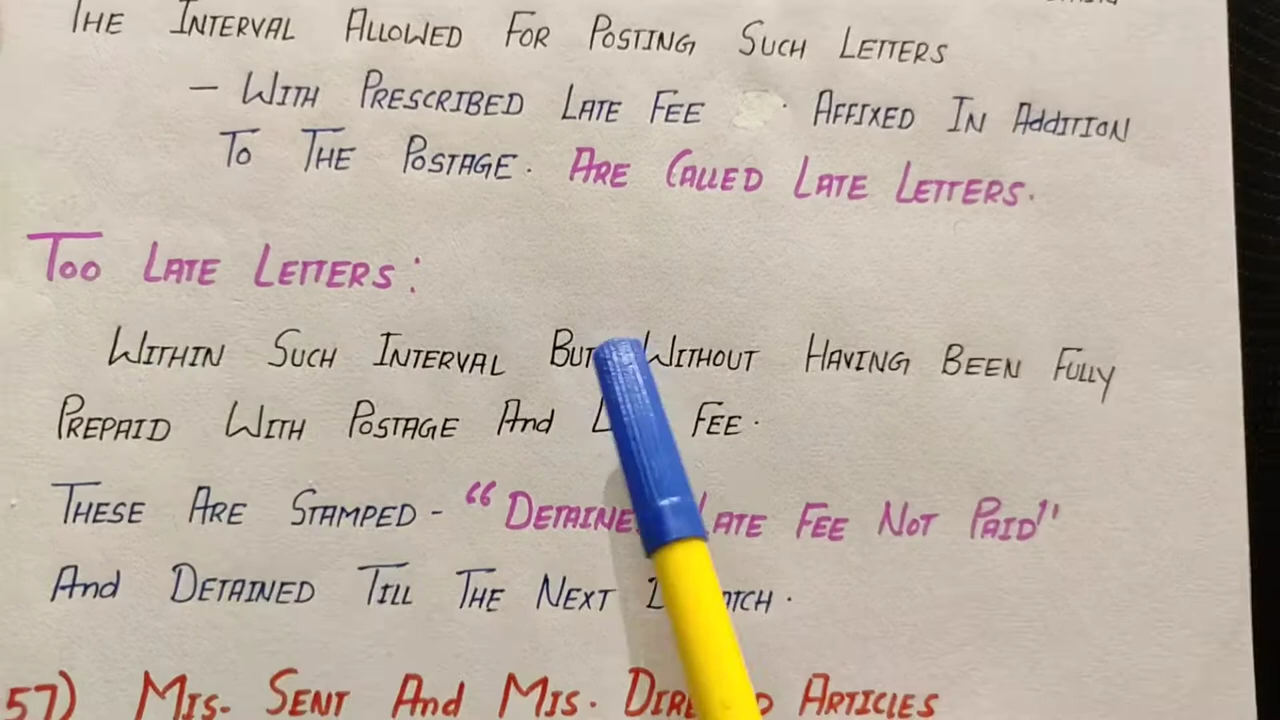 THE INTERVAL ALLOWED FOR POSTING SUCH LETTERS
- WITH PRESCRIBED LATE FEE . AFFIXED IN ADDITION
TO THE POSTAGE. ARE CALLED LATE LETTERS.
TOO LATE LETTERS:
WITHIN SUCH INTERVAL BUT WITHOUT HAVING BEEN FULLY
PREPAID WITH POSTAGE And FEE.
THESE ARE STAMPED - "DETAINED LATE FEE NOT PAID"
And DETAINED TILL THE NEXT
57) MIS. SENT And MIS. DIRECTED ARTICLES